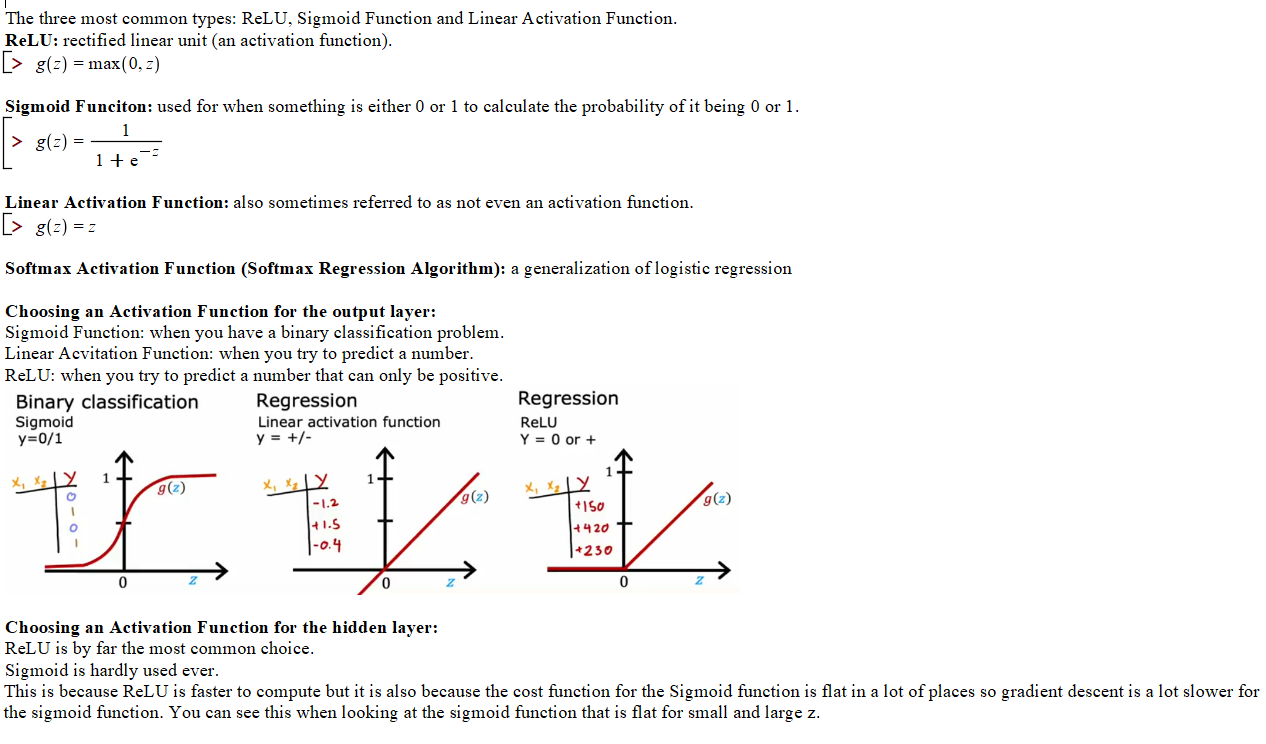 The three most common types: ReLU, Sigmoid Function and Linear Activation Function.
ReLU: rectified linear unit (an activation function).
> g(z) = max(0, z)
Sigmoid Funciton: used for when something is either 0 or 1 to calculate the probability of it being 0 or 1.
> g(z) = 1 / (1 + e^−z)
Linear Activation Function: also sometimes referred to as not even an activation function.
> g(z) = z
Softmax Activation Function (Softmax Regression Algorithm): a generalization of logistic regression
Choosing an Activation Function for the output layer:
Sigmoid Function: when you have a binary classification problem.
Linear Acvitation Function: when you try to predict a number.
ReLU: when you try to predict a number that can only be positive.
Binary classification
Sigmoid
y=0/1
x₁ x₂ y
0
1
0
1
1
g(z)
0
z
Regression
Linear activation function
y = +/-
x₁ x₂ y
-1.2
+1.5
-0.4
1
g(z)
0
z
Regression
ReLU
Y = 0 or +
x₁ x₂ y
+150
+420
+230
1
g(z)
0
z
Choosing an Activation Function for the hidden layer:
ReLU is by far the most common choice.
Sigmoid is hardly used ever.
This is because ReLU is faster to compute but it is also because the cost function for the Sigmoid function is flat in a lot of places so gradient descent is a lot slower for
the sigmoid function. You can see this when looking at the sigmoid function that is flat for small and large z.